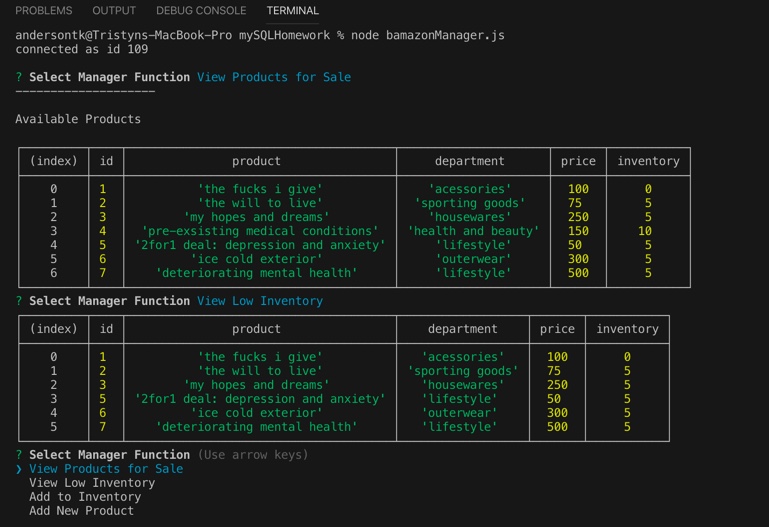 PROBLEMS OUTPUT DEBUG CONSOLE TERMINAL
andersontk@Tristyns-MacBook-Pro mySQLHomework % node bamazonManager.js
connected as id 109
? Select Manager Function View Products for Sale
--------------------
Available Products
(index) id product department price inventory
0 1 'the fucks i give' 'acessories' 100 0
1 2 'the will to live' 'sporting goods' 75 5
2 3 'my hopes and dreams' 'housewares' 250 5
3 4 'pre-exsisting medical conditions' 'health and beauty' 150 10
4 5 '2for1 deal: depression and anxiety' 'lifestyle' 50 5
5 6 'ice cold exterior' 'outerwear' 300 5
6 7 'deteriorating mental health' 'lifestyle' 500 5
? Select Manager Function View Low Inventory
(index) id product department price inventory
0 1 'the fucks i give' 'acessories' 100 0
1 2 'the will to live' 'sporting goods' 75 5
2 3 'my hopes and dreams' 'housewares' 250 5
3 5 '2for1 deal: depression and anxiety' 'lifestyle' 50 5
4 6 'ice cold exterior' 'outerwear' 300 5
5 7 'deteriorating mental health' 'lifestyle' 500 5
? Select Manager Function (Use arrow keys)
❯ View Products for Sale
View Low Inventory
Add to Inventory
Add New Product